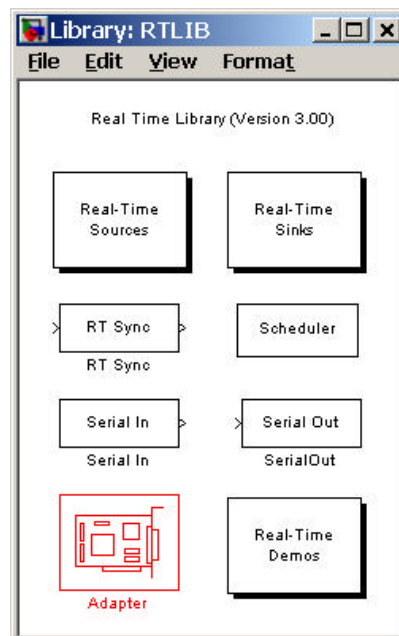 Library: RTLIB
File Edit View Format
Real Time Library (Version 3.00)
Real-Time
Sources
Real-Time
Sinks
RT Sync
RT Sync
Scheduler
Serial In
Serial In
Serial Out
SerialOut
Adapter
Real-Time
Demos